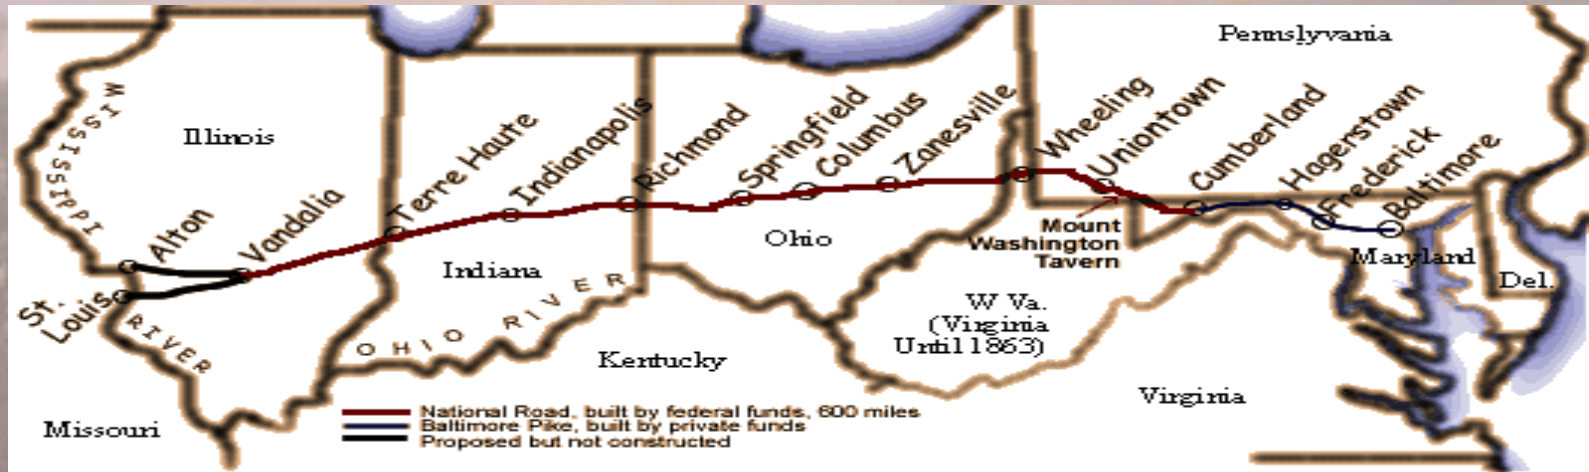 Pennslyvania
MISSISSIPPI
RIVER
Illinois
Alton
Vandalia
St.
Louis
Terre Haute
Indianapolis
Richmond
Springfield
Columbus
Zanesville
Wheeling
Uniontown
Cumberland
Hagerstown
Frederick
Baltimore
Mount
Washington
Tavern
Ohio
Indiana
Maryland
Del.
OHIO RIVER
W Va.
(Virginia
Until 1863)
Kentucky
Virginia
Missouri
National Road, built by federal funds, 600 miles
Baltimore Pike, built by private funds
Proposed but not constructed